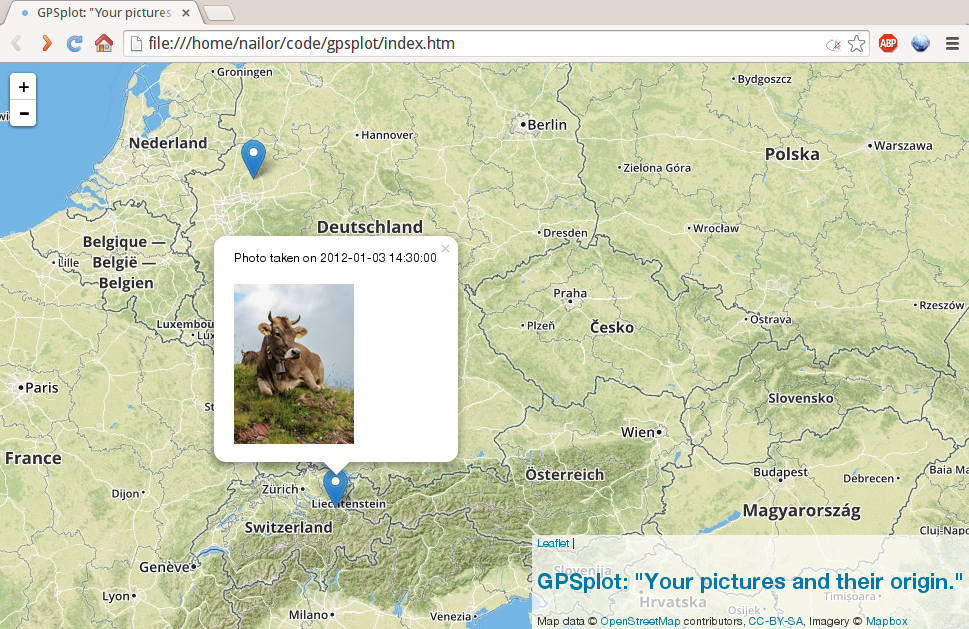 GPSplot: "Your pictures
file:///home/nailor/code/gpsplot/index.htm
ABP
+
-
Groningen
Bydgoszcz
Berlin
Hannover
Nederland
Warszawa
Polska
Zielona Góra
Deutschland
Wrocław
Dresden
Belgique —
België —
Belgien
Lille
Photo taken on 2012-01-03 14:30:00
×
Praha
Rzeszów
Ostrava
Plzeň
Česko
Luxembou
Lux
Paris
Slovensko
St
Wien
France
Österreich
Budapest
Debrecen
Baia Ma
Zürich
Liechtenstein
Dijon
Magyarország
Switzerland
Cluj-Napo
Leaflet |
Genève
Slovenija
GPSplot: "Your pictures and their origin."
Lyon
Hrvatska
Timișoara
Osijek
Milano
Venezia
Map data © OpenStreetMap contributors, CC-BY-SA, Imagery © Mapbox